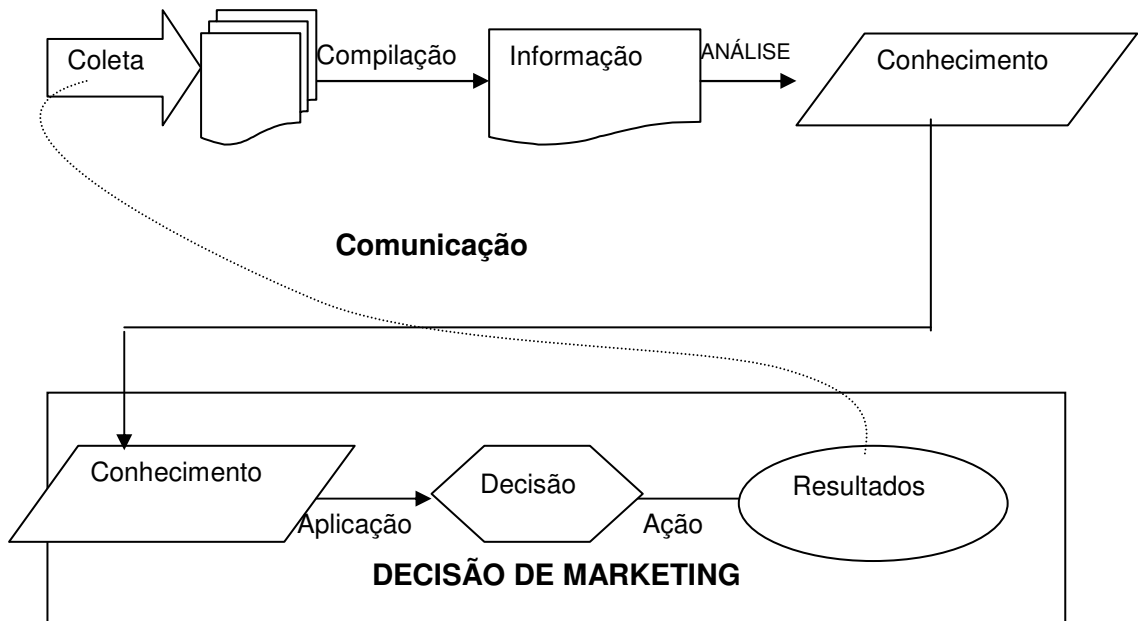 Coleta
Compilação
Informação
ANÁLISE
Conhecimento
Comunicação
Conhecimento
Aplicação
Decisão
Ação
Resultados
DECISÃO DE MARKETING